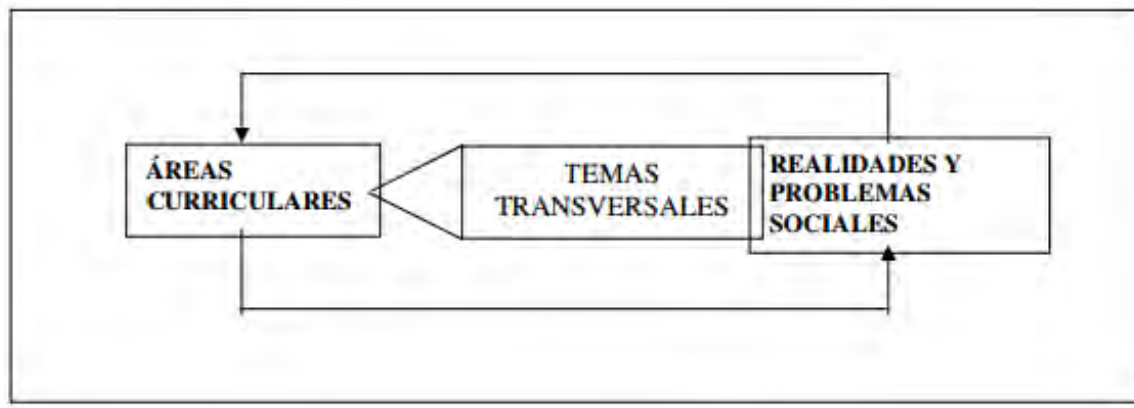 ÁREAS
CURRICULARES
TEMAS
TRANSVERSALES
REALIDADES Y
PROBLEMAS
SOCIALES